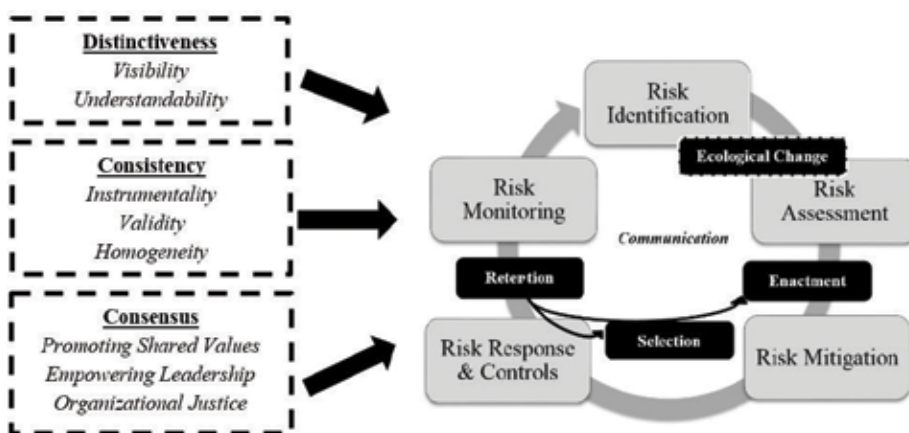 Distinctiveness
Visibility
Understandability
Consistency
Instrumentality
Validity
Homogeneity
Consensus
Promoting Shared Values
Empowering Leadership
Organizational Justice
Risk
Identification
Ecological Change
Risk
Assessment
Risk
Monitoring
Communication
Retention
Enactment
Selection
Risk Response
& Controls
Risk Mitigation